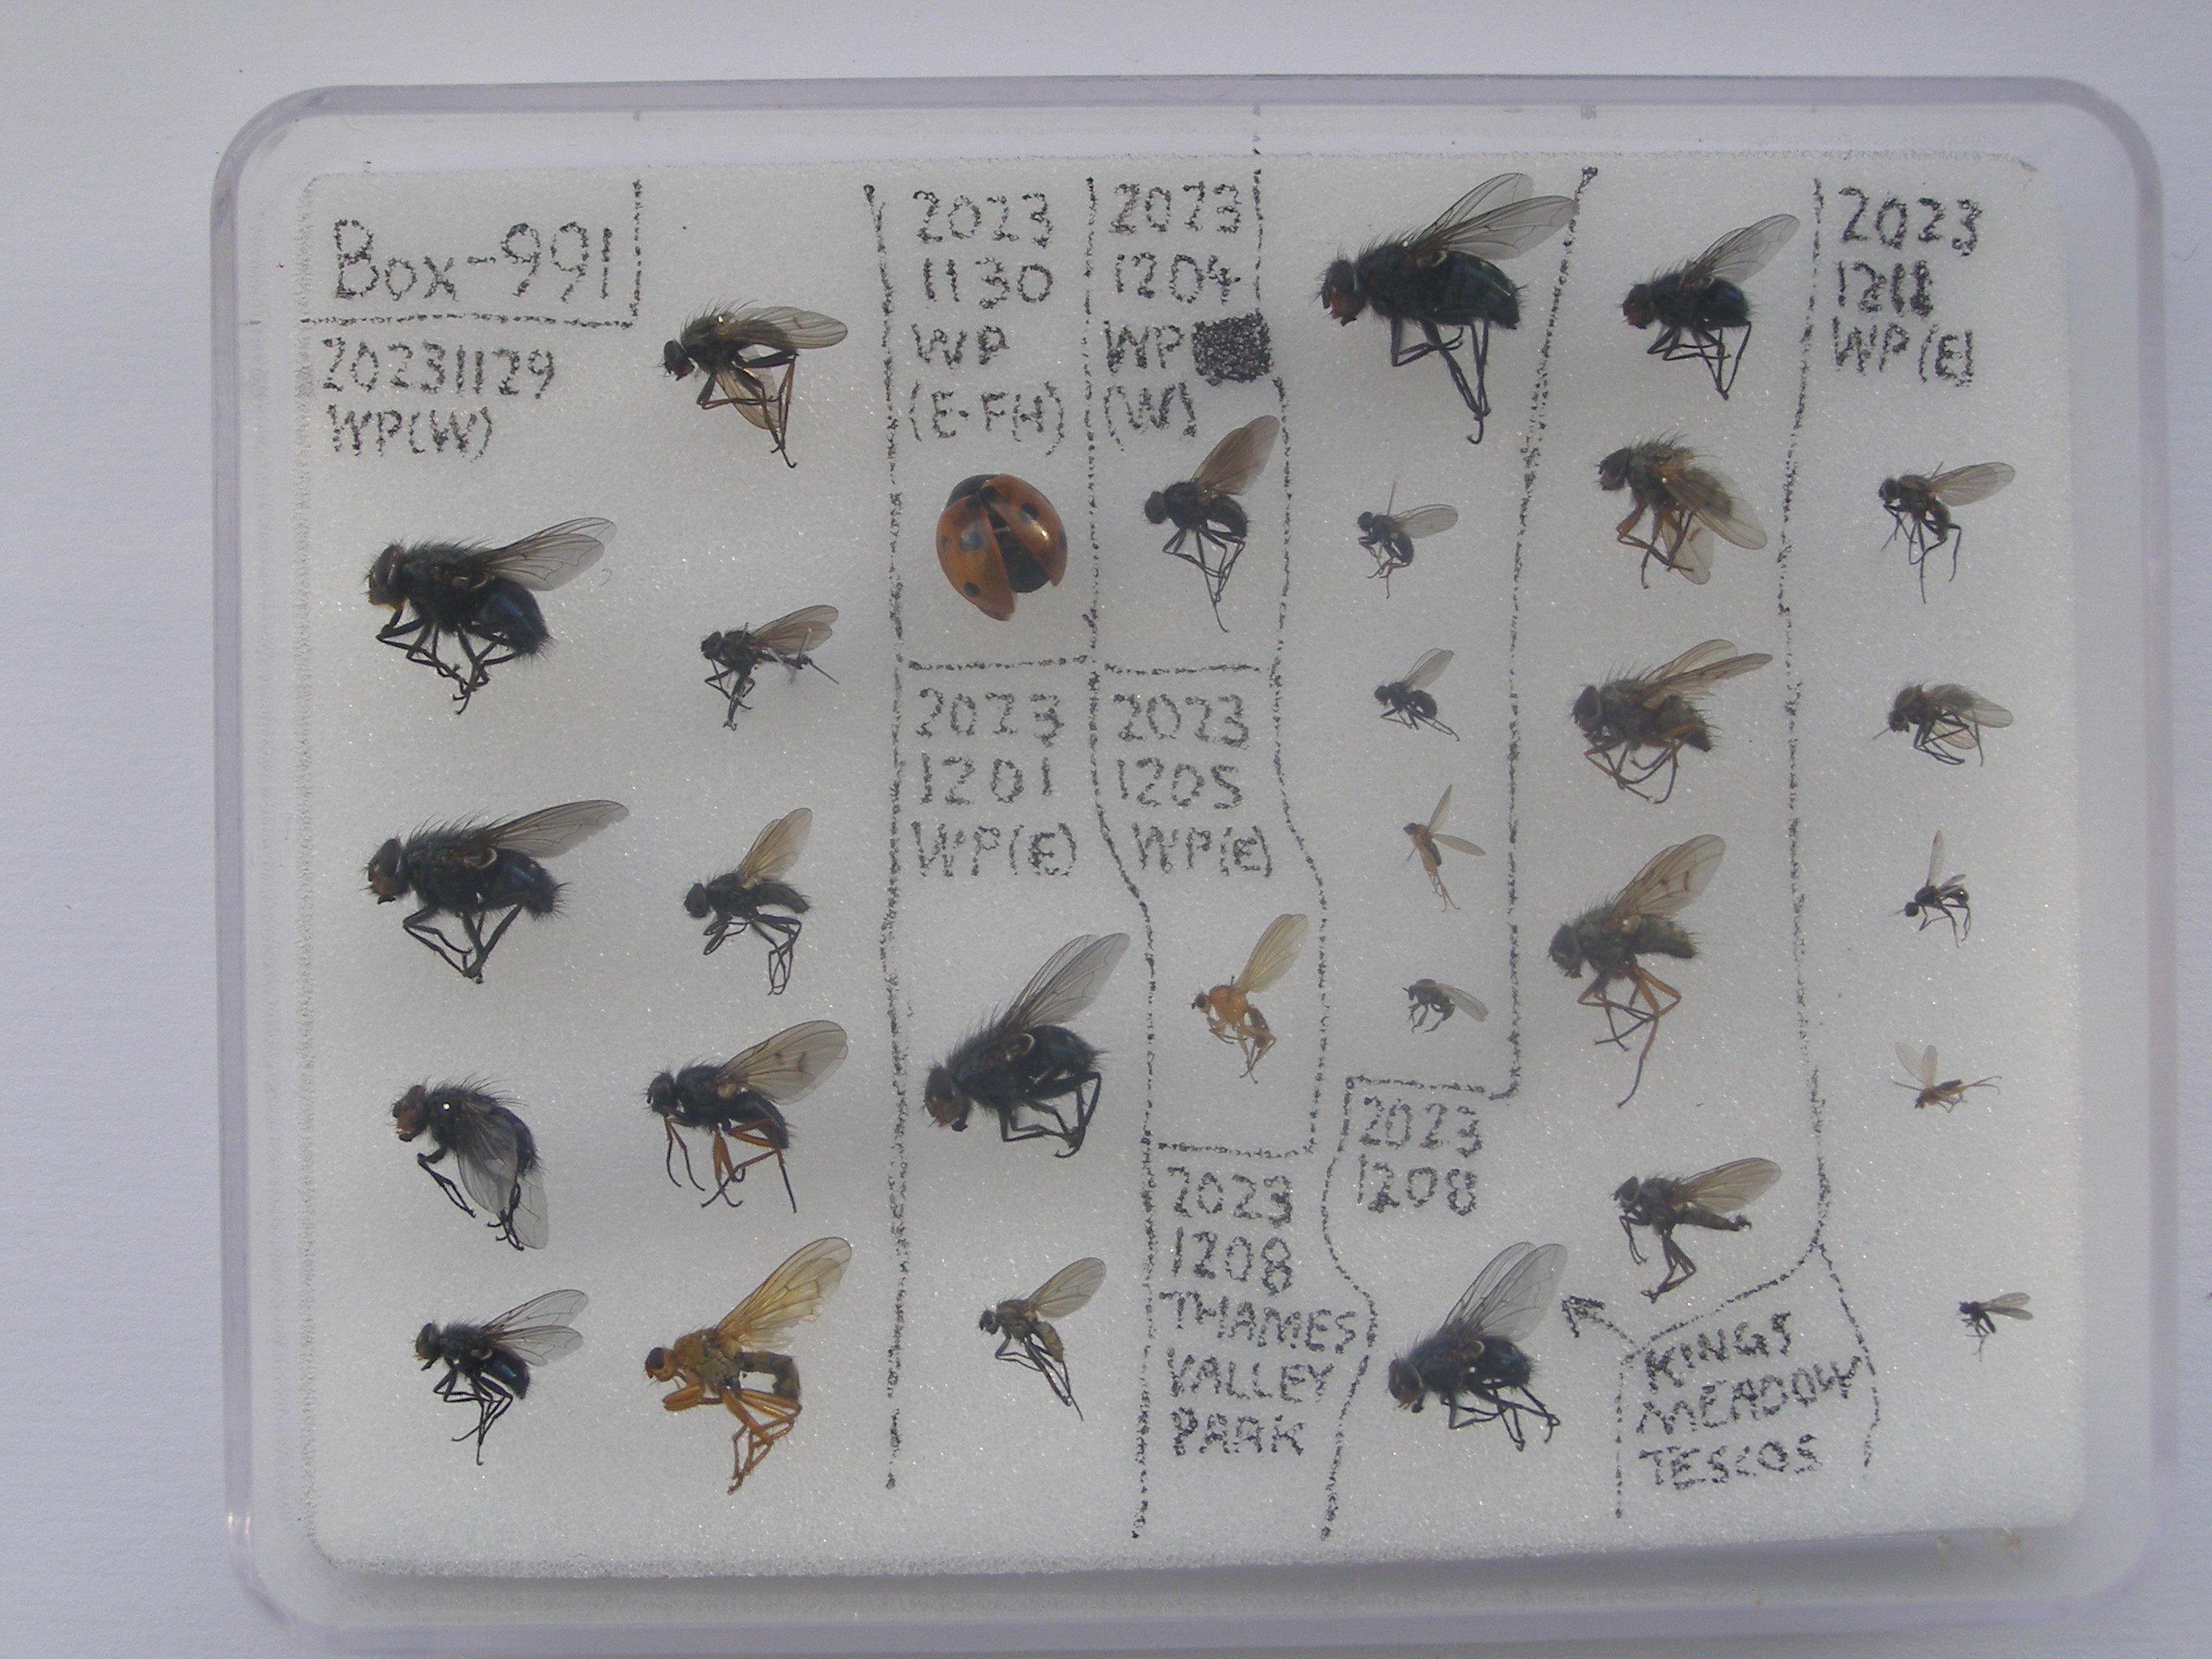 Box-991
20231129
WP(W)
2023
1130
WP
(E-FH)
2023
1201
WP(E)
2023
1204
WP
(W)
2023
1205
WP(E)
2023
1208
THAMES
VALLEY
PARK
2023
1208
KINGS
MEADOW
TESCOS
2023
WP(E)